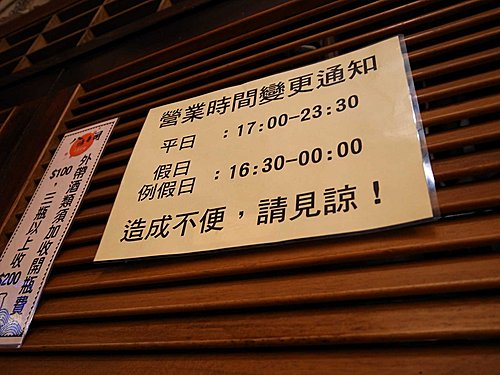 營業時間變更通知
平日 :17:00-23:30
假日
例假日 :16:30-00:00
造成不便，請見諒！
外帶酒類須加收開瓶費
$100，三瓶以上收$200